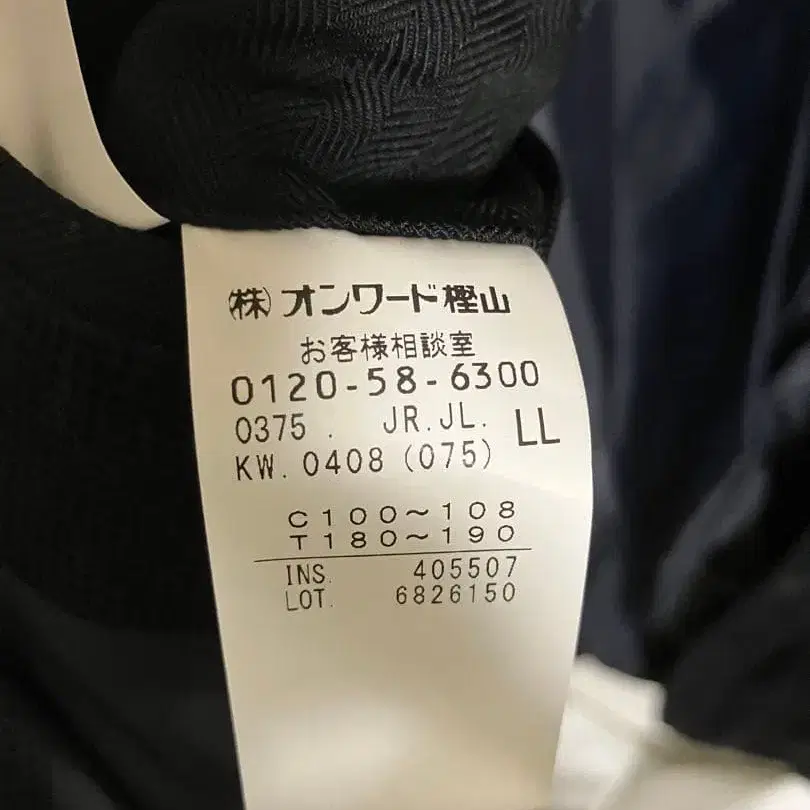 ㈱オンワード樫山
お客様相談室
0120-58-6300
0375 . JR.JL. LL
KW. 0408 (075)
C100〜108
T180〜190
INS. 405507
LOT. 6826150